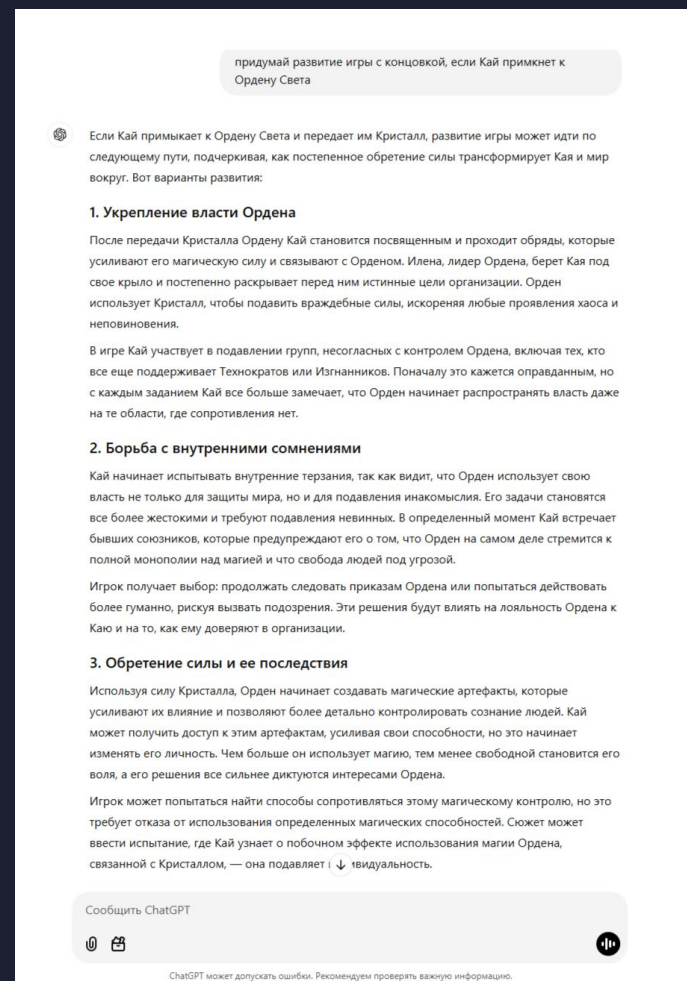 придумай развитие игры с концовкой, если Кай примкнет к
Ордену Света
Если Кай примыкает к Ордену Света и передает им Кристалл, развитие игры может идти по
следующему пути, подчеркивая, как постепенное обретение силы трансформирует Кая и мир
вокруг. Вот варианты развития:
1. Укрепление власти Ордена
После передачи Кристалла Ордену Кай становится посвященным и проходит обряды, которые
усиливают его магическую силу и связывают с Орденом. Илена, лидер Ордена, берет Кая под
свое крыло и постепенно раскрывает перед ним истинные цели организации. Орден
использует Кристалл, чтобы подавить враждебные силы, искореняя любые проявления хаоса и
неповиновения.
В игре Кай участвует в подавлении групп, несогласных с контролем Ордена, включая тех, кто
все еще поддерживает Технократов или Изгнанников. Поначалу это кажется оправданным, но
с каждым заданием Кай все больше замечает, что Орден начинает распространять власть даже
на те области, где сопротивления нет.
2. Борьба с внутренними сомнениями
Кай начинает испытывать внутренние терзания, так как видит, что Орден использует свою
власть не только для защиты мира, но и для подавления инакомыслия. Его задачи становятся
все более жестокими и требуют подавления невинных. В определенный момент Кай встречает
бывших союзников, которые предупреждают его о том, что Орден на самом деле стремится к
полной монополии над магией и что свобода людей под угрозой.
Игрок получает выбор: продолжать следовать приказам Ордена или попытаться действовать
более гуманно, рискуя вызвать подозрения. Эти решения будут влиять на лояльность Ордена к
Каю и на то, как ему доверяют в организации.
3. Обретение силы и ее последствия
Используя силу Кристалла, Орден начинает создавать магические артефакты, которые
усиливают их влияние и позволяют более детально контролировать сознание людей. Кай
может получить доступ к этим артефактам, усиливая свои способности, но это начинает
изменять его личность. Чем больше он использует магию, тем менее свободной становится его
воля, а его решения все сильнее диктуются интересами Ордена.
Игрок может попытаться найти способы сопротивляться этому магическому контролю, но это
требует отказа от использования определенных магических способностей. Сюжет может
ввести испытание, где Кай узнает о побочном эффекте использования магии Ордена,
связанной с Кристаллом, — она подавляет
Сообщить ChatGPT
ChatGPT может допускать ошибки. Рекомендуем проверять важную информацию.